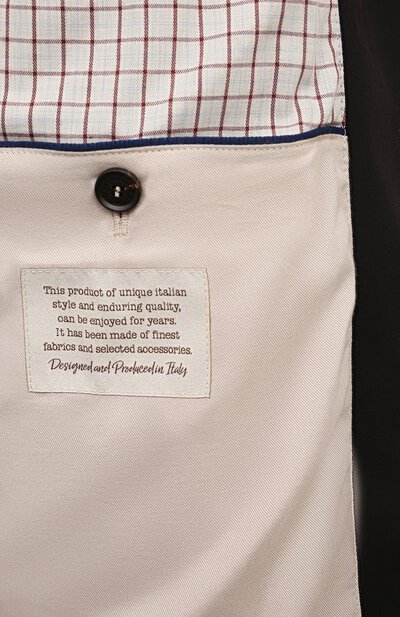 This product of unique italian
style and enduring quality,
can be enjoyed for years.
It has been made of finest
fabrics and selected accessories.
Designed and Produced in Italy